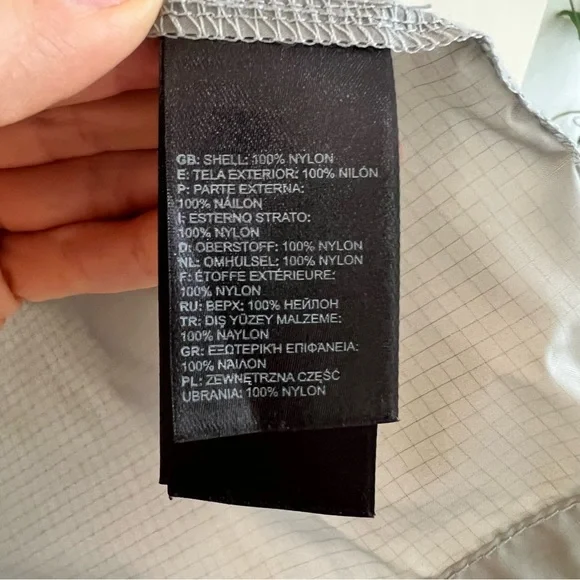 GB: SHELL: 100% NYLON
E: TELA EXTERIOR: 100% NILÓN
P: PARTE EXTERNA:
100% NÁILON
I: ESTERNO STRATO:
100% NYLON
D: OBERSTOFF: 100% NYLON
NL: OMHULSEL: 100% NYLON
F: ÉTOFFE EXTÉRIEURE:
100% NYLON
RU: ВЕРХ: 100% НЕЙЛОН
TR: DIŞ YÜZEY MALZEME:
100% NAYLON
GR: ΕΞΩΤΕΡΙΚΗ ΕΠΙΦΆΝΕΙΑ:
100% ΝΆΙΛΟΝ
PL: ZEWNĘTRZNA CZĘŚĆ
UBRANIA: 100% NYLON